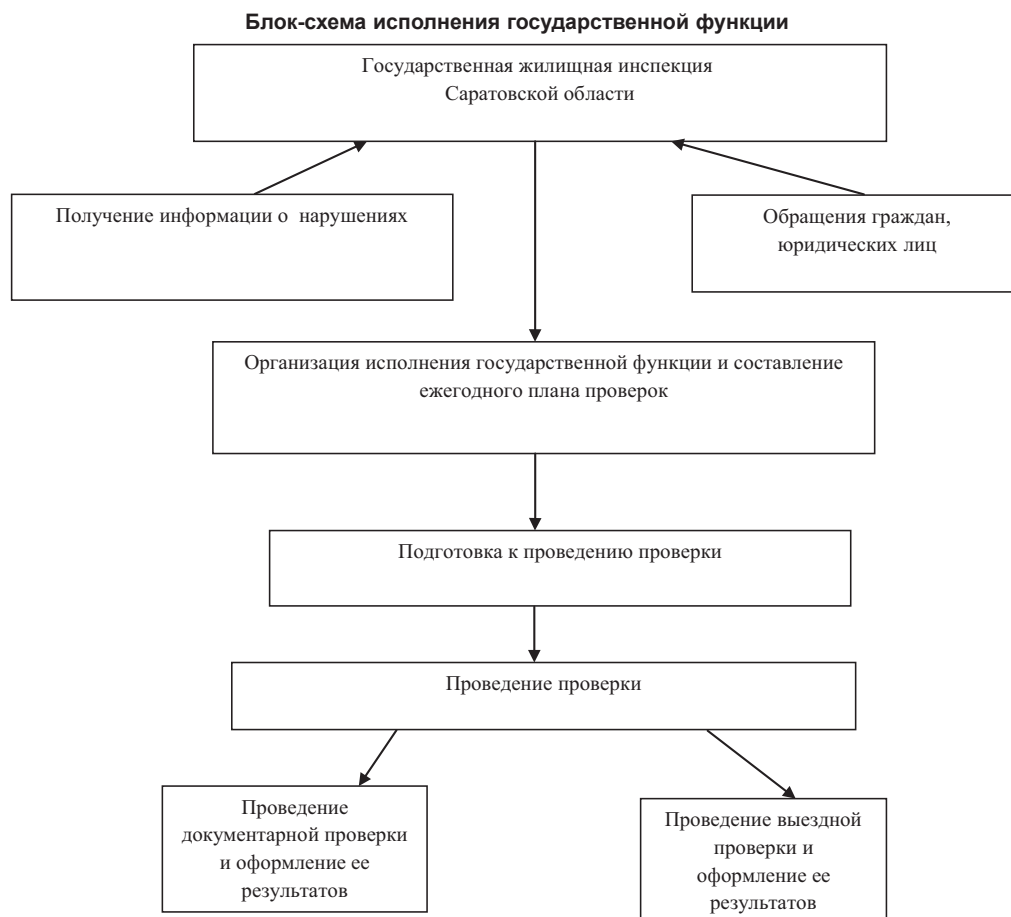 Блок-схема исполнения государственной функции
Государственная жилищная инспекция
Саратовской области
Получение информации о нарушениях
Обращения граждан,
юридических лиц
Организация исполнения государственной функции и составление
ежегодного плана проверок
Подготовка к проведению проверки
Проведение проверки
Проведение
документарной проверки
и оформление ее
результатов
Проведение выездной
проверки и
оформление ее
результатов